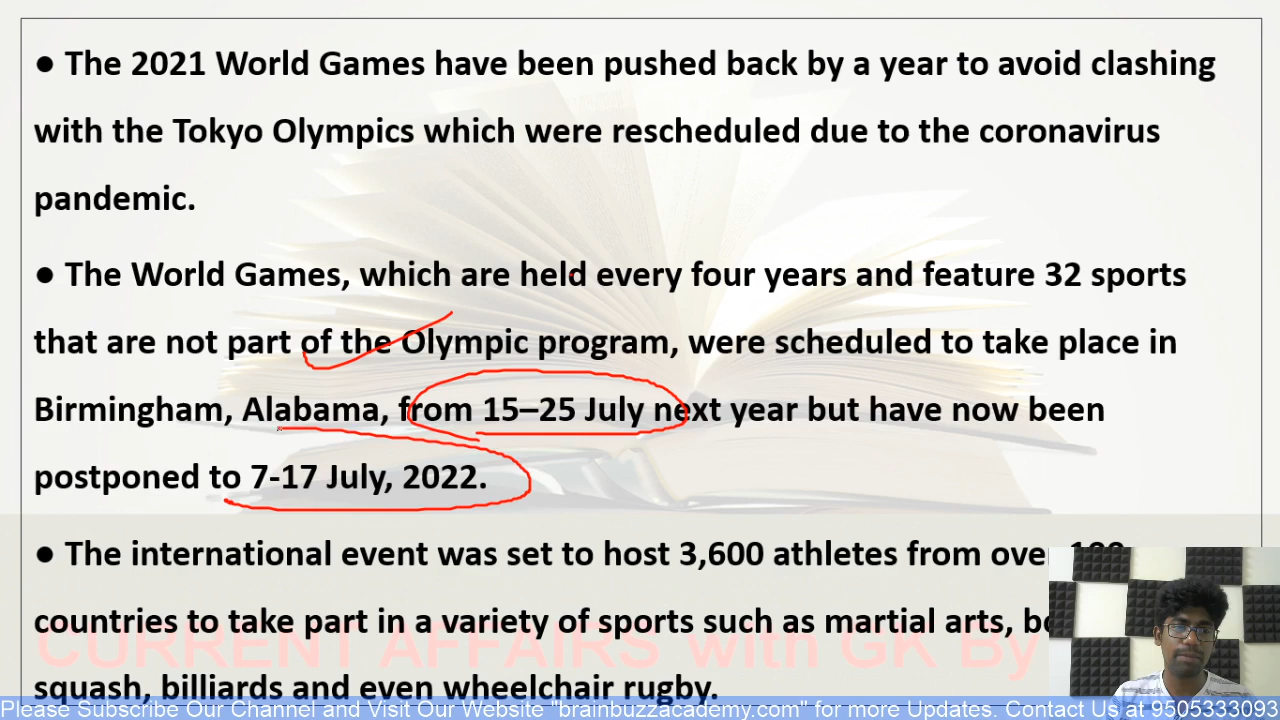 ● The 2021 World Games have been pushed back by a year to avoid clashing
with the Tokyo Olympics which were rescheduled due to the coronavirus
pandemic.
● The World Games, which are held every four years and feature 32 sports
that are not part of the Olympic program, were scheduled to take place in
Birmingham, Alabama, from 15–25 July next year but have now been
postponed to 7-17 July, 2022.
● The international event was set to host 3,600 athletes from over 100
countries to take part in a variety of sports such as martial arts,
CURRENT AFFAIRS with GK By
squash, billiards and even wheelchair rugby.
Please Subscribe Our Channel and Visit Our Website "brainbuzzacademy.com" for more Updates. Contact Us at 9505333093